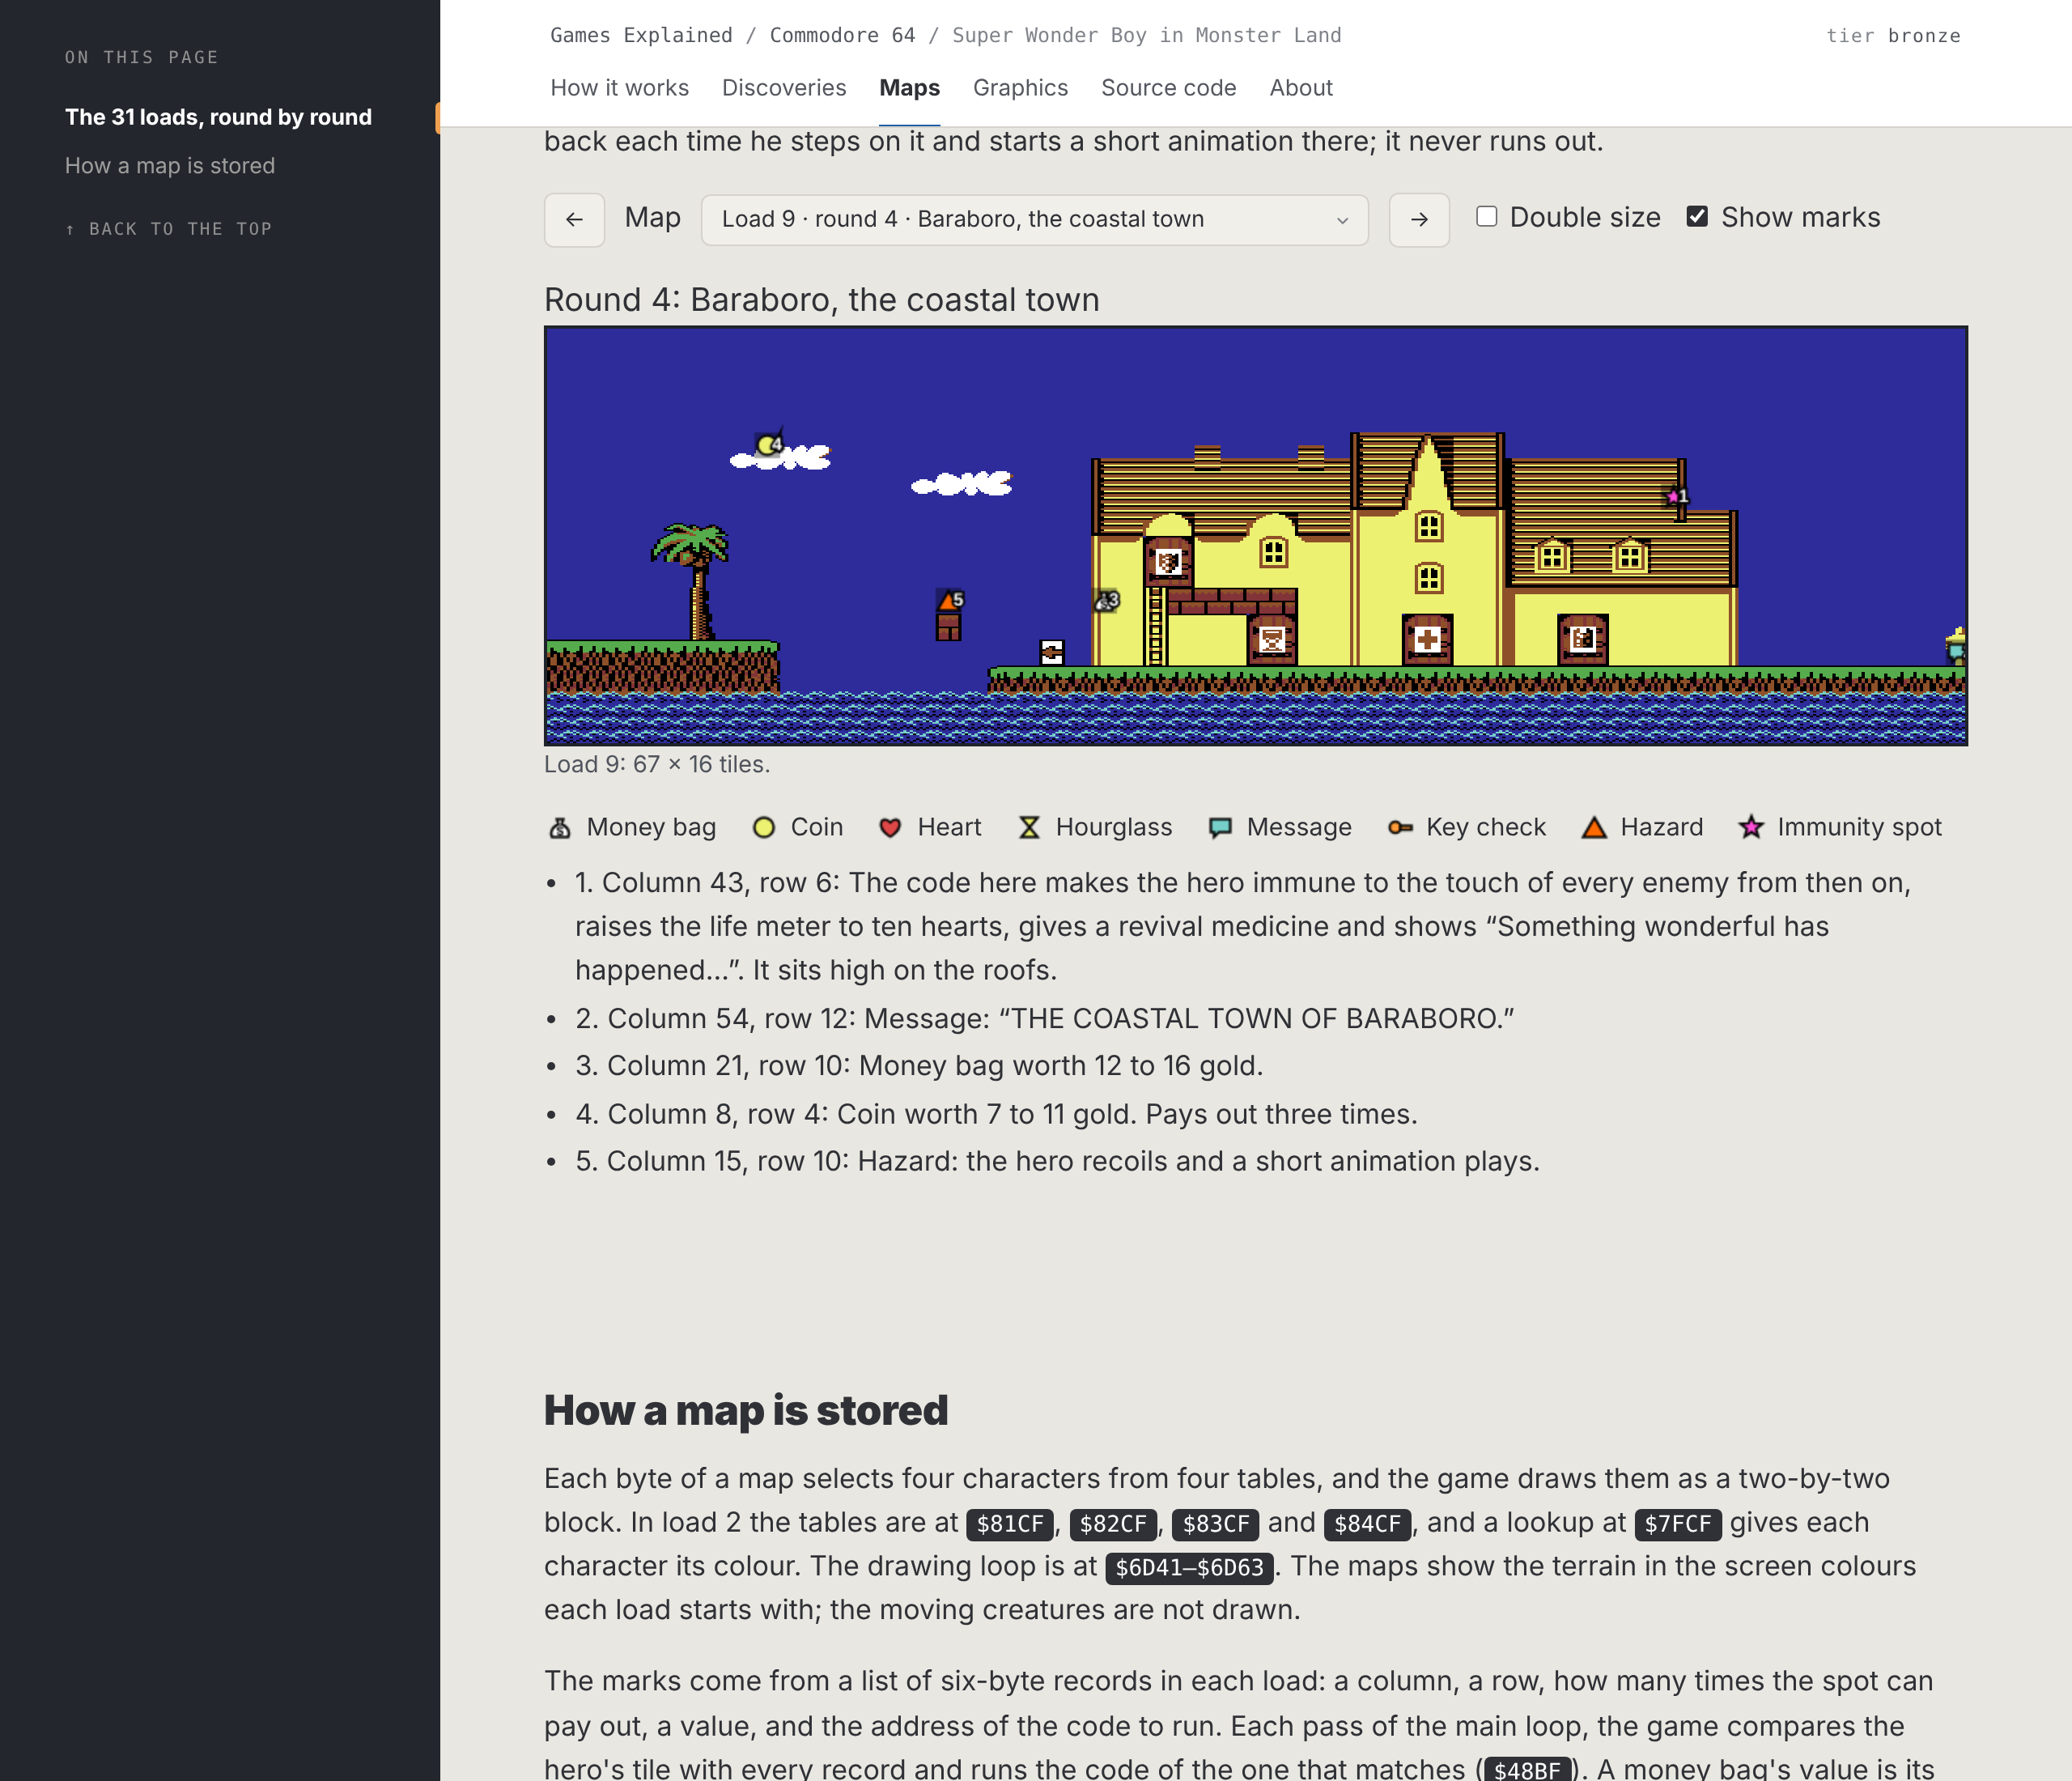 ON THIS PAGE
The 31 loads, round by round
How a map is stored
↑ BACK TO THE TOP
Games Explained / Commodore 64 / Super Wonder Boy in Monster Land
tier bronze
How it works Discoveries Maps Graphics Source code About
back each time he steps on it and starts a short animation there; it never runs out.
← Map Load 9 · round 4 · Baraboro, the coastal town → Double size Show marks
Round 4: Baraboro, the coastal town
4
1
5
3
Load 9: 67 × 16 tiles.
Money bag Coin Heart Hourglass Message Key check Hazard Immunity spot
• 1. Column 43, row 6: The code here makes the hero immune to the touch of every enemy from then on,
raises the life meter to ten hearts, gives a revival medicine and shows “Something wonderful has
happened...”. It sits high on the roofs.
• 2. Column 54, row 12: Message: “THE COASTAL TOWN OF BARABORO.”
• 3. Column 21, row 10: Money bag worth 12 to 16 gold.
• 4. Column 8, row 4: Coin worth 7 to 11 gold. Pays out three times.
• 5. Column 15, row 10: Hazard: the hero recoils and a short animation plays.
How a map is stored
Each byte of a map selects four characters from four tables, and the game draws them as a two-by-two
block. In load 2 the tables are at $81CF, $82CF, $83CF and $84CF, and a lookup at $7FCF gives each
character its colour. The drawing loop is at $6D41–$6D63. The maps show the terrain in the screen colours
each load starts with; the moving creatures are not drawn.
The marks come from a list of six-byte records in each load: a column, a row, how many times the spot can
pay out, a value, and the address of the code to run. Each pass of the main loop, the game compares the
hero's tile with every record and runs the code of the one that matches ($48BF). A money bag's value is its